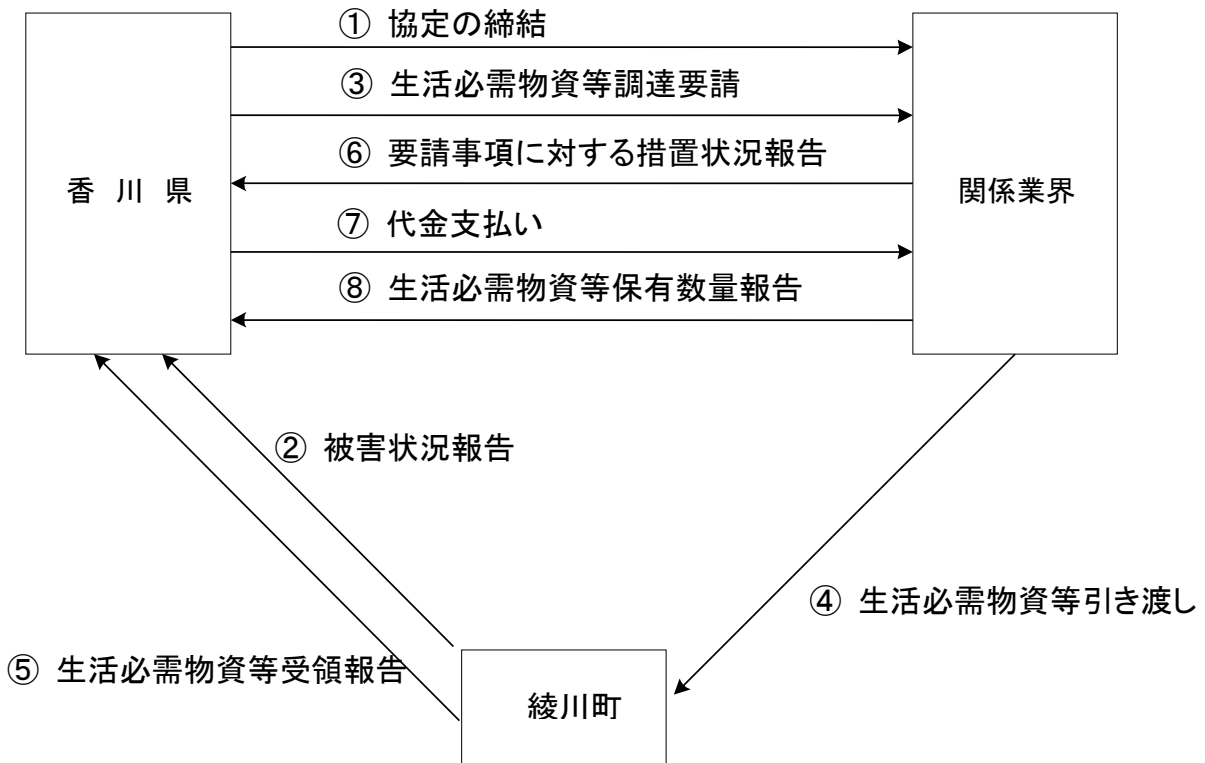 ① 協定の締結
③ 生活必需物資等調達要請
⑥ 要請事項に対する措置状況報告
香 川 県
関係業界
⑦ 代金支払い
⑧ 生活必需物資等保有数量報告
② 被害状況報告
④ 生活必需物資等引き渡し
⑤ 生活必需物資等受領報告
綾川町